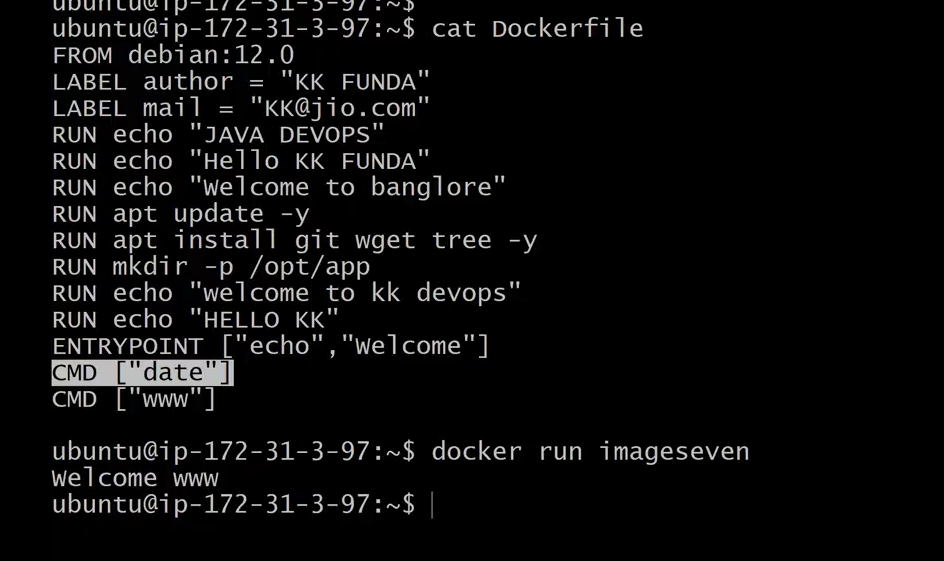 ubuntu@ip-172-31-3-97:~$
ubuntu@ip-172-31-3-97:~$ cat Dockerfile
FROM debian:12.0
LABEL author = "KK FUNDA"
LABEL mail = "KK@jio.com"
RUN echo "JAVA DEVOPS"
RUN echo "Hello KK FUNDA"
RUN echo "Welcome to banglore"
RUN apt update -y
RUN apt install git wget tree -y
RUN mkdir -p /opt/app
RUN echo "welcome to kk devops"
RUN echo "HELLO KK"
ENTRYPOINT ["echo","Welcome"]
CMD ["date"]
CMD ["www"]
ubuntu@ip-172-31-3-97:~$ docker run imageseven
Welcome www
ubuntu@ip-172-31-3-97:~$